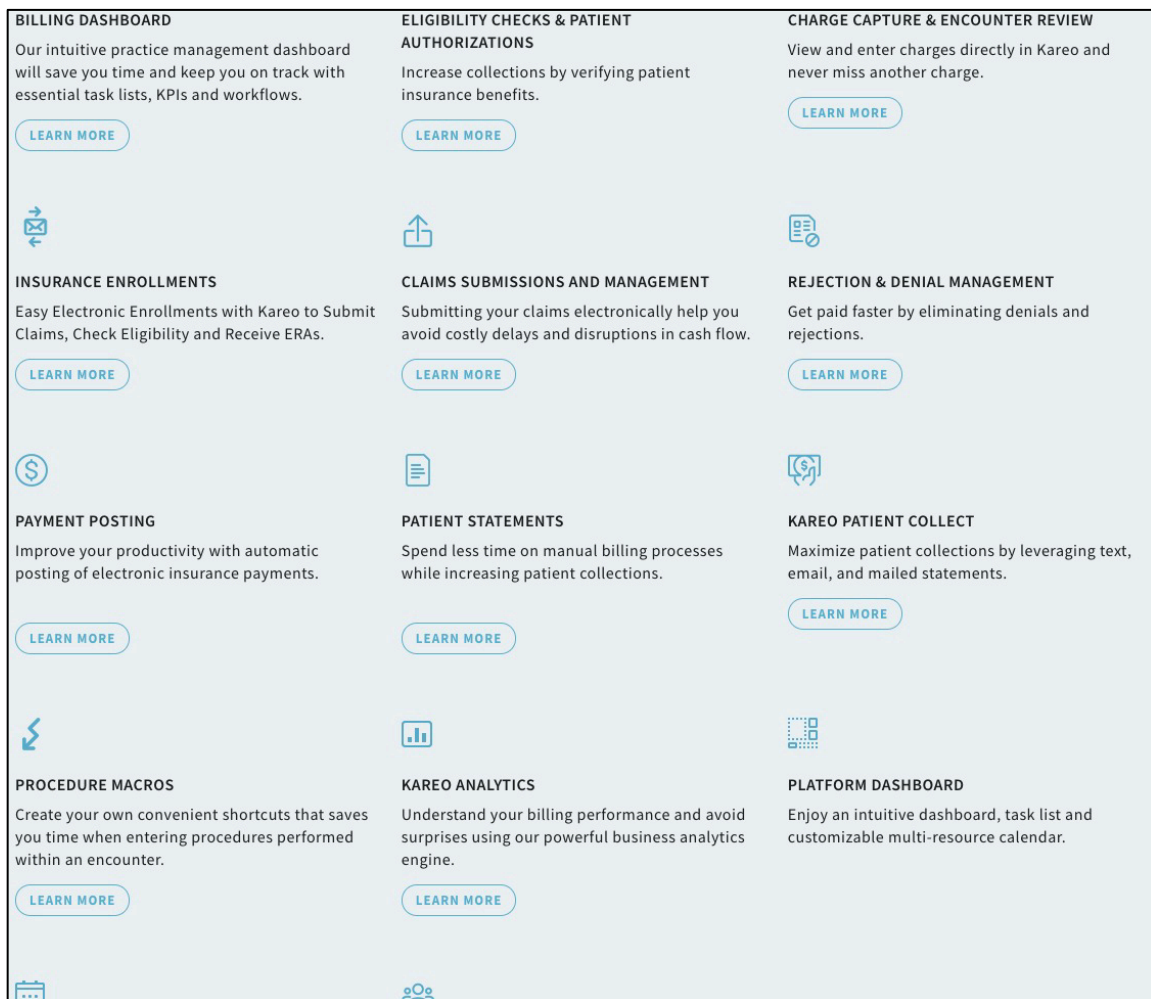 BILLING DASHBOARD
Our intuitive practice management dashboard
will save you time and keep you on track with
essential task lists, KPIs and workflows.
LEARN MORE
ELIGIBILITY CHECKS & PATIENT
AUTHORIZATIONS
Increase collections by verifying patient
insurance benefits.
LEARN MORE
CHARGE CAPTURE & ENCOUNTER REVIEW
View and enter charges directly in Kareo and
never miss another charge.
LEARN MORE
INSURANCE ENROLLMENTS
Easy Electronic Enrollments with Kareo to Submit
Claims, Check Eligibility and Receive ERAs.
LEARN MORE
CLAIMS SUBMISSIONS AND MANAGEMENT
Submitting your claims electronically help you
avoid costly delays and disruptions in cash flow.
LEARN MORE
REJECTION & DENIAL MANAGEMENT
Get paid faster by eliminating denials and
rejections.
LEARN MORE
PAYMENT POSTING
Improve your productivity with automatic
posting of electronic insurance payments.
LEARN MORE
PATIENT STATEMENTS
Spend less time on manual billing processes
while increasing patient collections.
LEARN MORE
KAREO PATIENT COLLECT
Maximize patient collections by leveraging text,
email, and mailed statements.
LEARN MORE
PROCEDURE MACROS
Create your own convenient shortcuts that saves
you time when entering procedures performed
within an encounter.
LEARN MORE
KAREO ANALYTICS
Understand your billing performance and avoid
surprises using our powerful business analytics
engine.
LEARN MORE
PLATFORM DASHBOARD
Enjoy an intuitive dashboard, task list and
customizable multi-resource calendar.